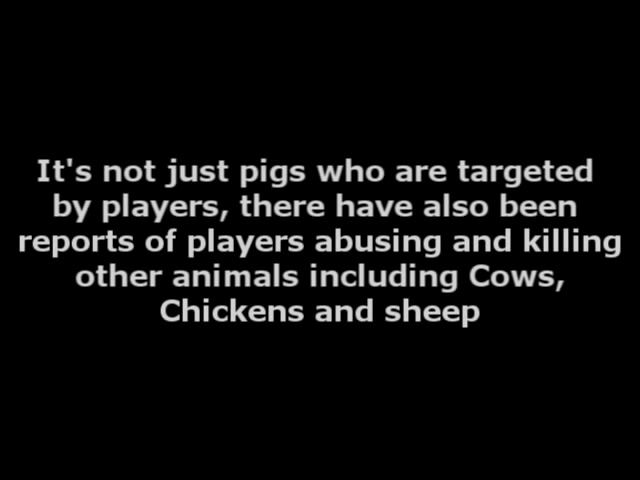 It's not just pigs who are targeted
by players, there have also been
reports of players abusing and killing
other animals including Cows,
Chickens and sheep